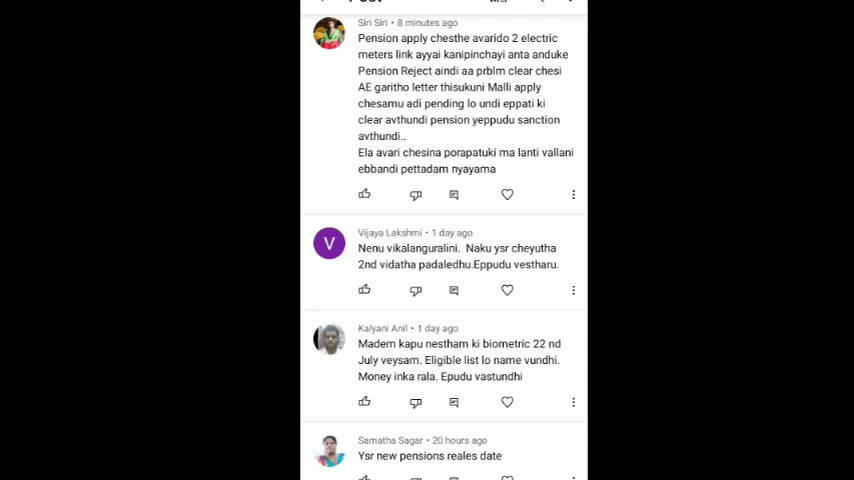 Siri Siri • 8 minutes ago
Pension apply chesthe avarido 2 electric
meters link ayyai kanipinchayi anta anduke
Pension Reject aindi aa prblm clear chesi
AE garitho letter thisukuni Malli apply
chesamu adi pending lo undi eppati ki
clear avthundi pension yeppudu sanction
avthundi..
Ela avari chesina porapatuki ma lanti vallani
ebbandi pettadam nyayama
V
Vijaya Lakshmi • 1 day ago
Nenu vikalanguralini. Naku ysr cheyutha
2nd vidatha padaledhu.Eppudu vestharu.
Kalyani Anil • 1 day ago
Madem kapu nestham ki biometric 22 nd
July veysam. Eligible list lo name vundhi.
Money inka rala. Epudu vastundhi
Samatha Sagar • 20 hours ago
Ysr new pensions reales date